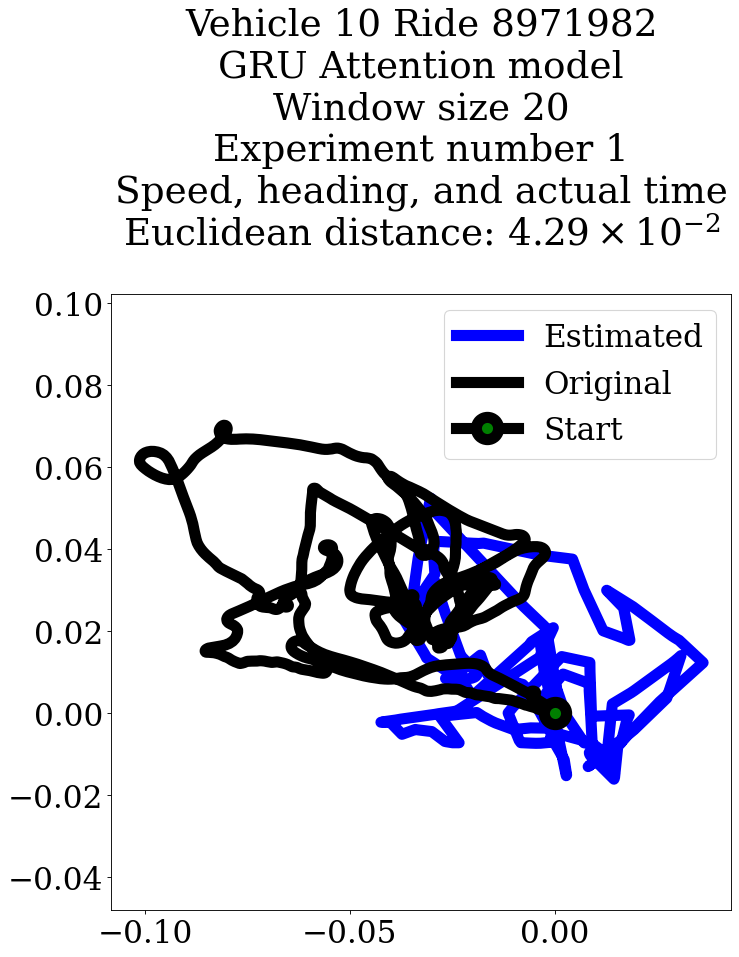 Vehicle 10 Ride 8971982
GRU Attention model
Window size 20
Experiment number 1
Speed, heading, and actual time
Euclidean distance: 4.29 × 10⁻²
Estimated
Original
Start
0.10
0.08
0.06
0.04
0.02
0.00
−0.02
−0.04
−0.10
−0.05
0.00